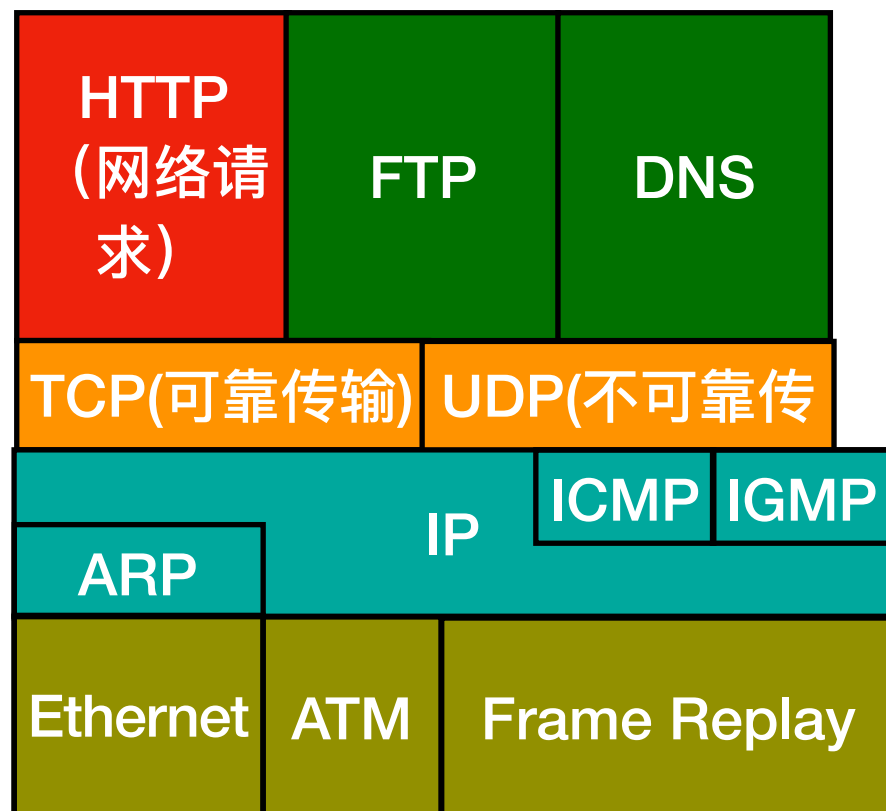 HTTP
（网络请
求）
FTP
DNS
TCP(可靠传输)
UDP(不可靠传
ICMP
IGMP
IP
ARP
Ethernet
ATM
Frame Replay